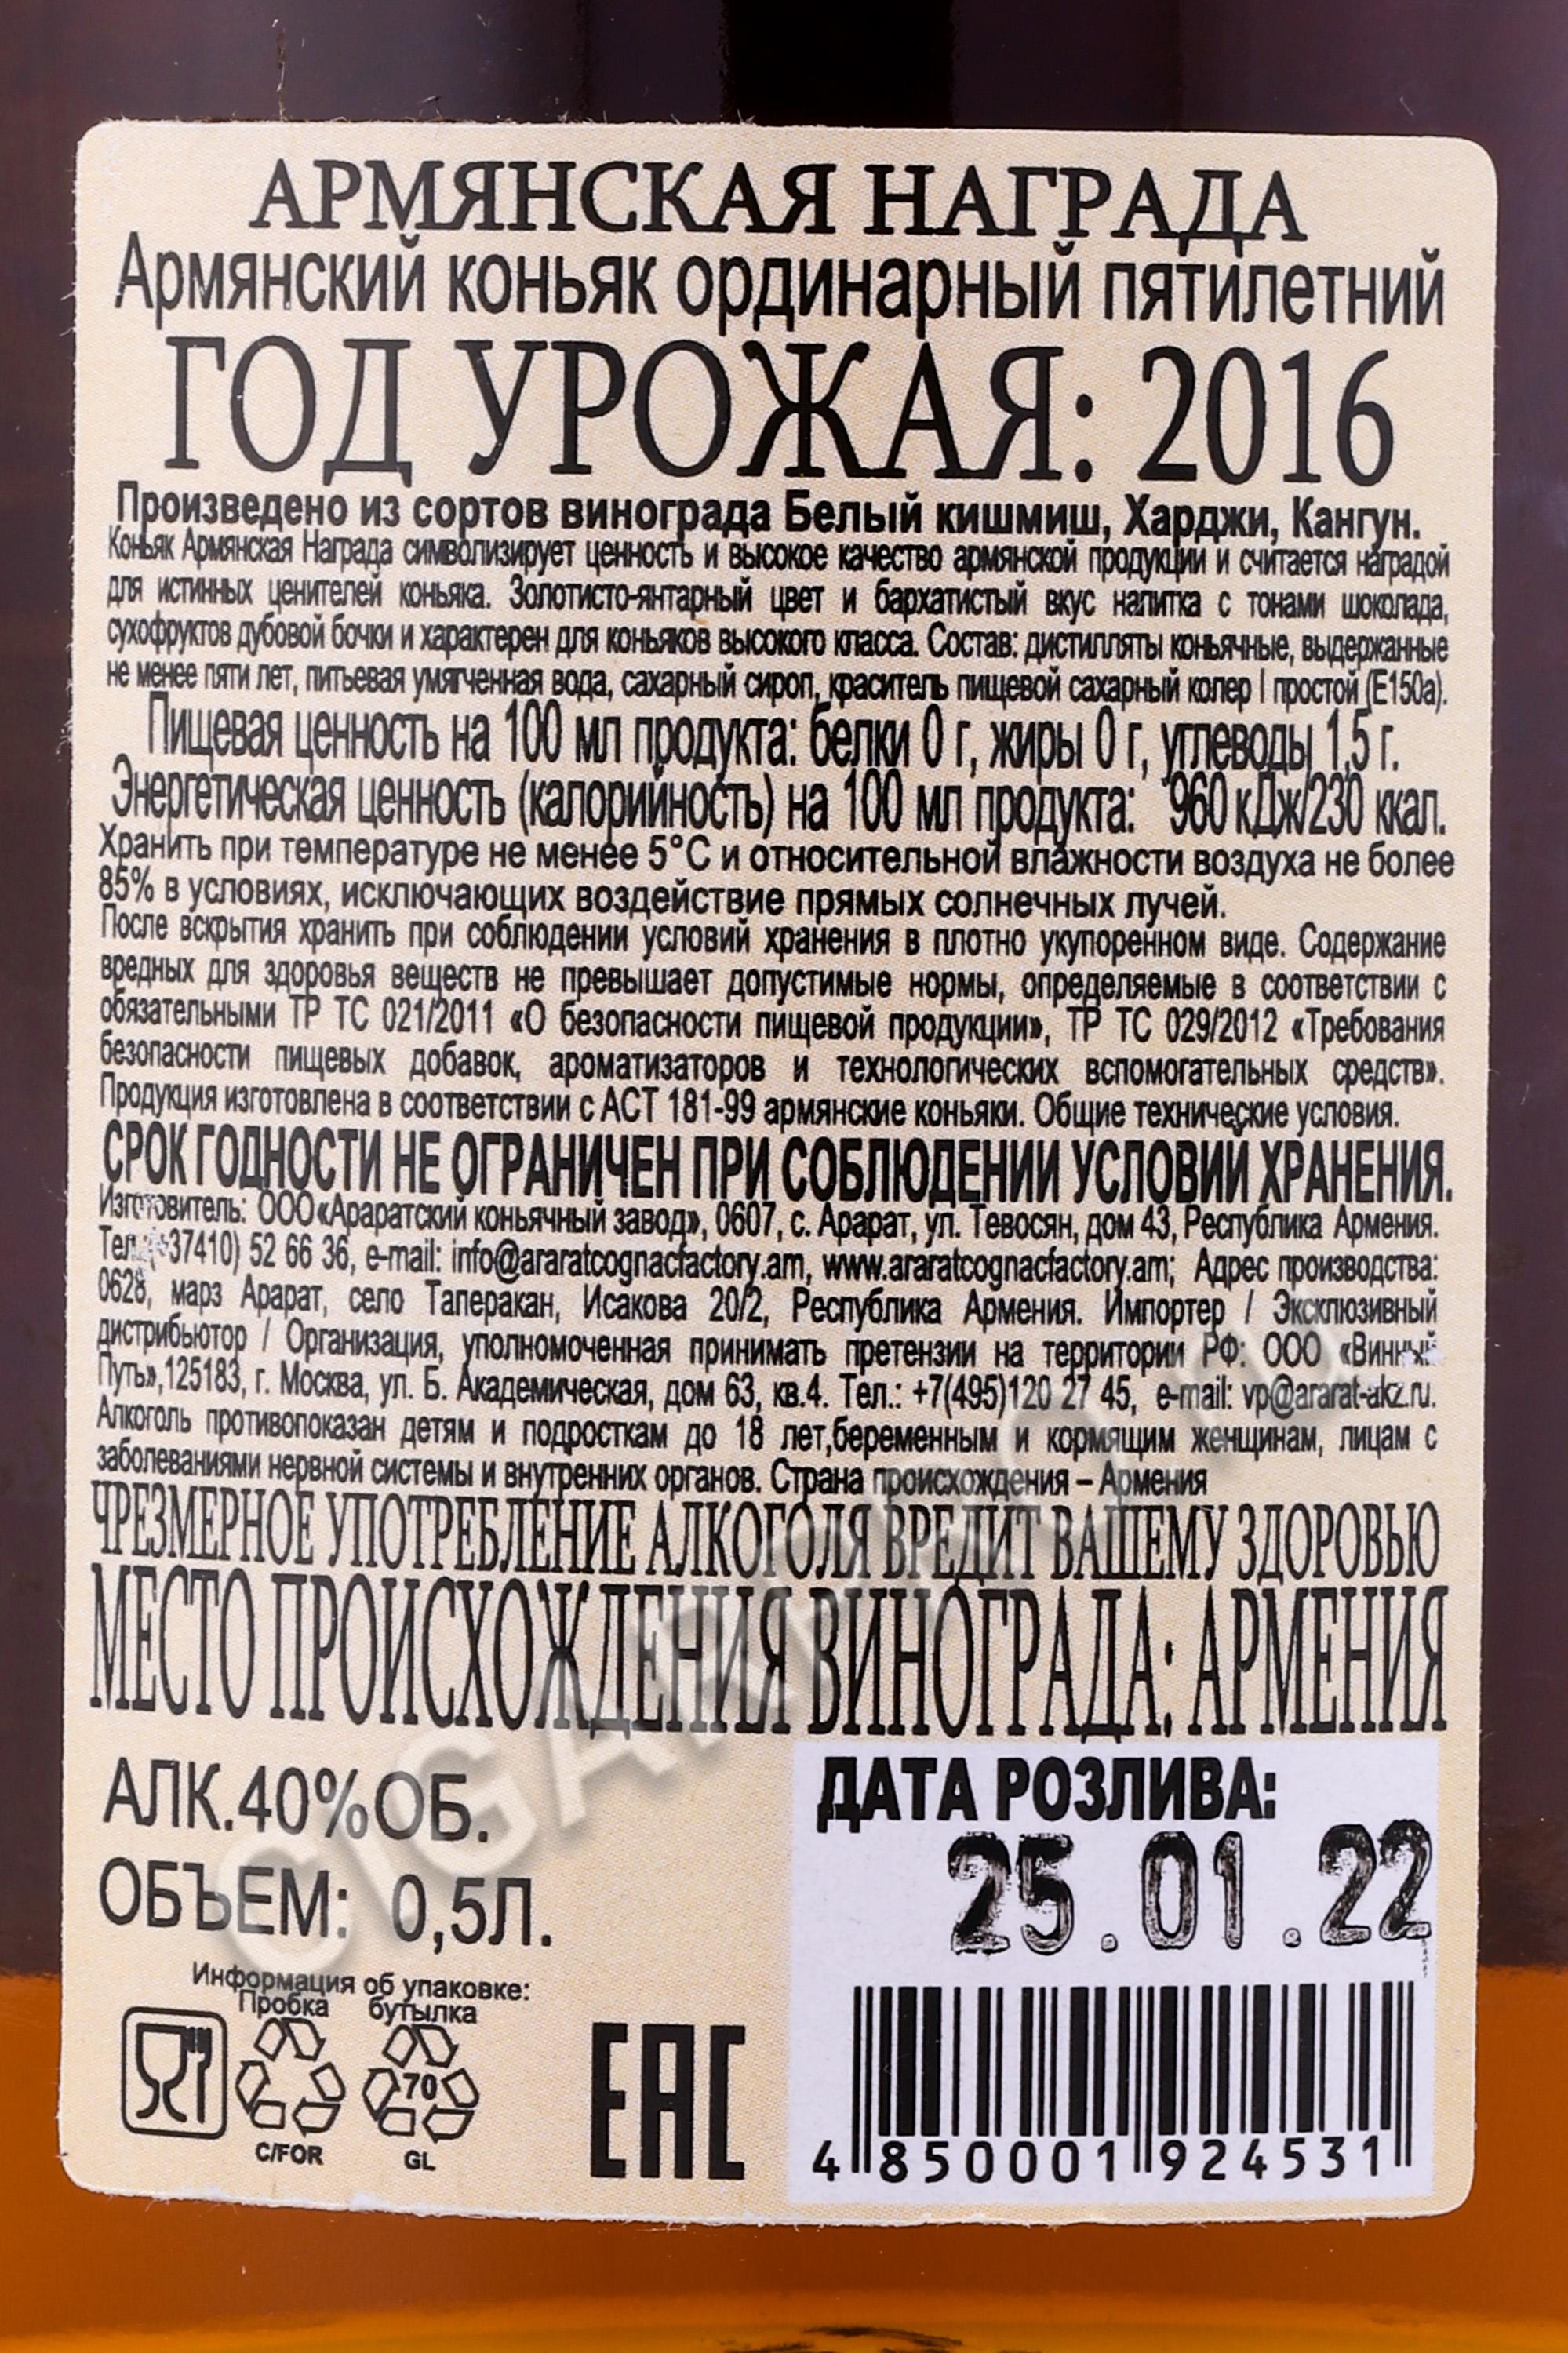 АРМЯНСКАЯ НАГРАДА
Армянский коньяк ординарный пятилетний
ГОД УРОЖАЯ: 2016
Произведено из сортов винограда Белый кишмиш, Харджи, Кангун.
Коньяк Армянская Награда символизирует ценность и высокое качество армянской продукции и считается наградой
для истинных ценителей коньяка. Золотисто-янтарный цвет и бархатистый вкус напитка с тонами шоколада,
сухофруктов дубовой бочки и характерен для коньяков высокого класса. Состав: дистилляты коньячные, выдержанные
не менее пяти лет, питьевая умягченная вода, сахарный сироп, краситель пищевой сахарный колер I простой (Е150а).
Пищевая ценность на 100 мл продукта: белки 0 г, жиры 0 г, углеводы 1,5 г.
Энергетическая ценность (калорийность) на 100 мл продукта: 960 кДж/230 ккал.
Хранить при температуре не менее 5°С и относительной влажности воздуха не более
85% в условиях, исключающих воздействие прямых солнечных лучей.
После вскрытия хранить при соблюдении условий хранения в плотно укупоренном виде. Содержание
вредных для здоровья веществ не превышает допустимые нормы, определяемые в соответствии с
обязательными ТР ТС 021/2011 «О безопасности пищевой продукции», ТР ТС 029/2012 «Требования
безопасности пищевых добавок, ароматизаторов и технологических вспомогательных средств».
Продукция изготовлена в соответствии с АСТ 181-99 армянские коньяки. Общие технические условия.
СРОК ГОДНОСТИ НЕ ОГРАНИЧЕН ПРИ СОБЛЮДЕНИИ УСЛОВИЙ ХРАНЕНИЯ.
Изготовитель: ООО«Араратский коньячный завод», 0607, с. Арарат, ул. Тевосян, дом 43, Республика Армения.
Тел.:(+37410) 52 66 36, e-mail: info@araratcognacfactory.am, www.araratcognacfactory.am; Адрес производства:
0628, марз Арарат, село Таперакан, Исакова 20/2, Республика Армения. Импортер / Эксклюзивный
дистрибьютор / Организация, уполномоченная принимать претензии на территории РФ: ООО «Винный
Путь»,125183, г. Москва, ул. Б. Академическая, дом 63, кв.4. Тел.: +7(495)120 27 45, e-mail: vp@ararat-akz.ru.
Алкоголь противопоказан детям и подросткам до 18 лет,беременным и кормящим женщинам, лицам с
заболеваниями нервной системы и внутренних органов. Страна происхождения – Армения
ЧРЕЗМЕРНОЕ УПОТРЕБЛЕНИЕ АЛКОГОЛЯ ВРЕДИТ ВАШЕМУ ЗДОРОВЬЮ
МЕСТО ПРОИСХОЖДЕНИЯ ВИНОГРАДА: АРМЕНИЯ
АЛК.40%ОБ.
ОБЪЕМ: 0,5Л.
Информация об упаковке:
Пробка бутылка
70
C/FOR GL
EAC
ДАТА РОЗЛИВА:
25.01.22
4 850001 924531